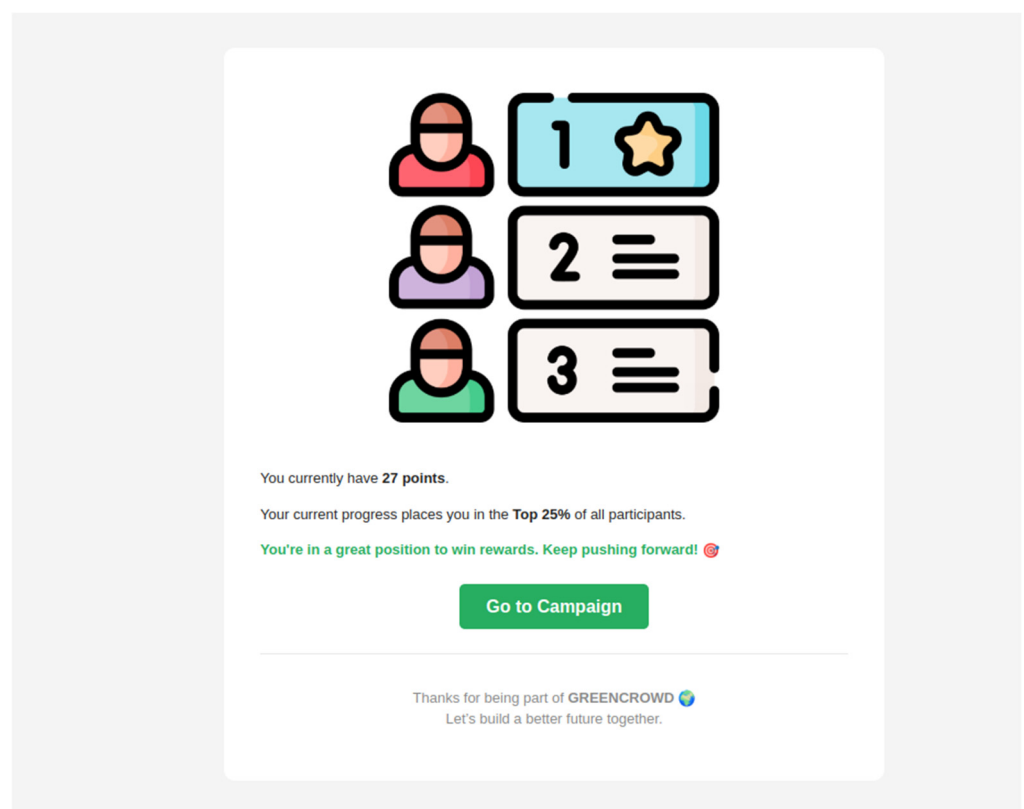 1
2
3
You currently have 27 points.
Your current progress places you in the Top 25% of all participants.
You're in a great position to win rewards. Keep pushing forward! 🎯
Go to Campaign
Thanks for being part of GREENCROWD 🌍
Let's build a better future together.